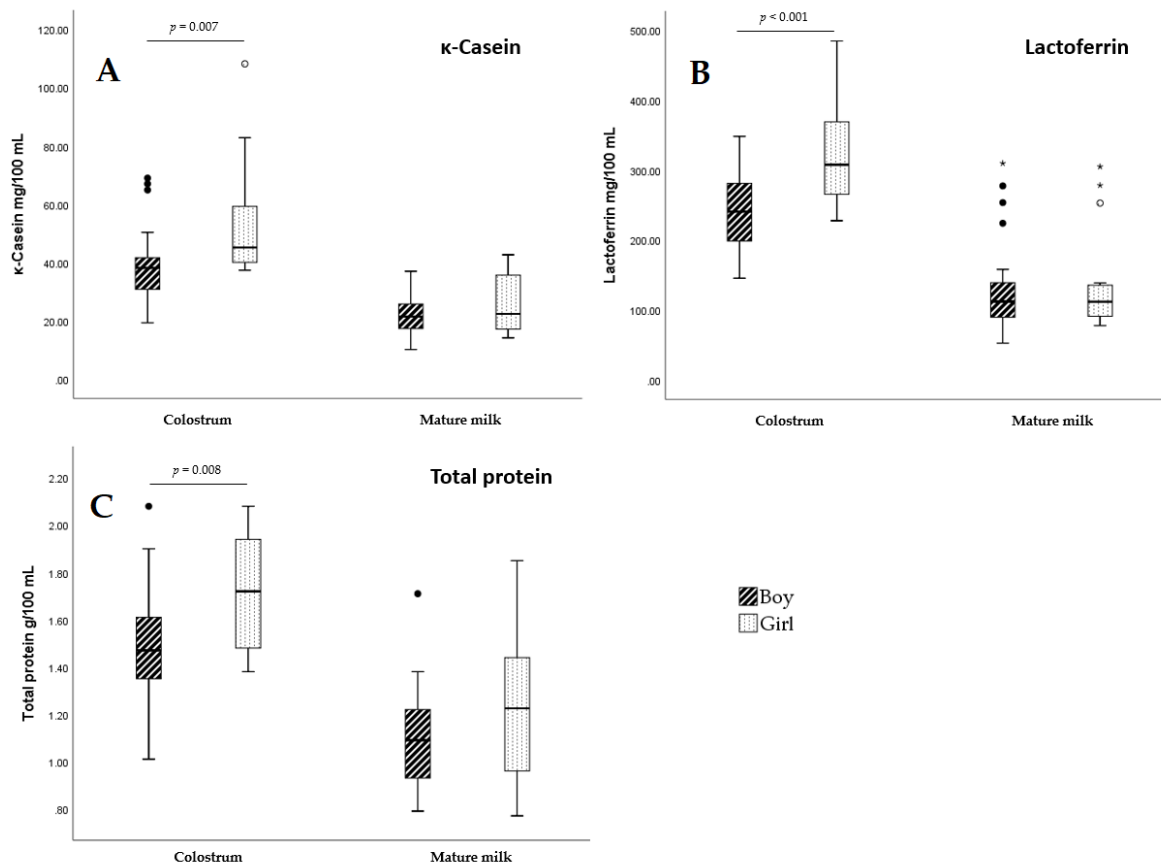 A
κ-Casein
p = 0.007
κ-Casein mg/100 mL
120.00
100.00
80.00
60.00
40.00
20.00
.00
Colostrum
Mature milk
B
Lactoferrin
p < 0.001
Lactoferrin mg/100 mL
500.00
400.00
300.00
200.00
100.00
.00
Colostrum
Mature milk
C
Total protein
p = 0.008
Total protein g/100 mL
2.20
2.00
1.80
1.60
1.40
1.20
1.00
.80
Colostrum
Mature milk
Boy
Girl